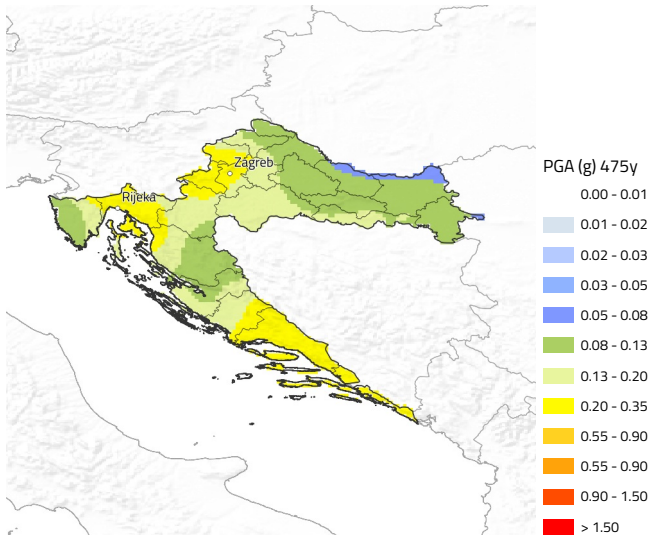 Zagreb
Rijeka
PGA (g) 475y
0.00 - 0.01
0.01 - 0.02
0.02 - 0.03
0.03 - 0.05
0.05 - 0.08
0.08 - 0.13
0.13 - 0.20
0.20 - 0.35
0.55 - 0.90
0.55 - 0.90
0.90 - 1.50
> 1.50